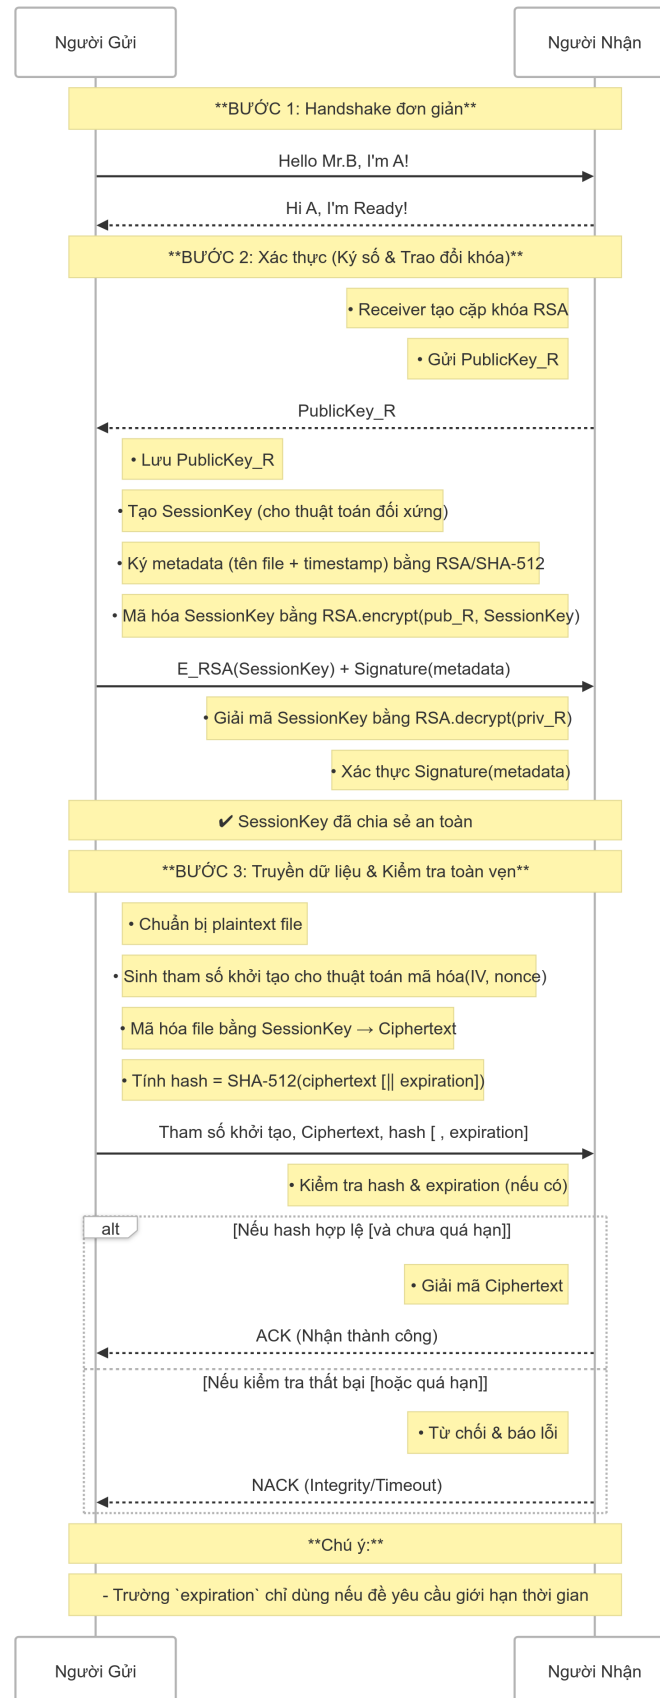 Người Gửi
Người Nhận
**BƯỚC 1: Handshake đơn giản**
Hello Mr.B, I'm A!
Hi A, I'm Ready!
**BƯỚC 2: Xác thực (Ký số & Trao đổi khóa)**
• Receiver tạo cặp khóa RSA
• Gửi PublicKey_R
PublicKey_R
• Lưu PublicKey_R
• Tạo SessionKey (cho thuật toán đối xứng)
• Ký metadata (tên file + timestamp) bằng RSA/SHA-512
• Mã hóa SessionKey bằng RSA.encrypt(pub_R, SessionKey)
E_RSA(SessionKey) + Signature(metadata)
• Giải mã SessionKey bằng RSA.decrypt(priv_R)
• Xác thực Signature(metadata)
✔ SessionKey đã chia sẻ an toàn
**BƯỚC 3: Truyền dữ liệu & Kiểm tra toàn vẹn**
• Chuẩn bị plaintext file
• Sinh tham số khởi tạo cho thuật toán mã hóa(IV, nonce)
• Mã hóa file bằng SessionKey → Ciphertext
• Tính hash = SHA-512(ciphertext [|| expiration])
Tham số khởi tạo, Ciphertext, hash [ , expiration]
• Kiểm tra hash & expiration (nếu có)
alt
[Nếu hash hợp lệ [và chưa quá hạn]]
• Giải mã Ciphertext
ACK (Nhận thành công)
[Nếu kiểm tra thất bại [hoặc quá hạn]]
• Từ chối & báo lỗi
NACK (Integrity/Timeout)
**Chú ý:**
- Trường `expiration` chỉ dùng nếu đề yêu cầu giới hạn thời gian
Người Gửi
Người Nhận